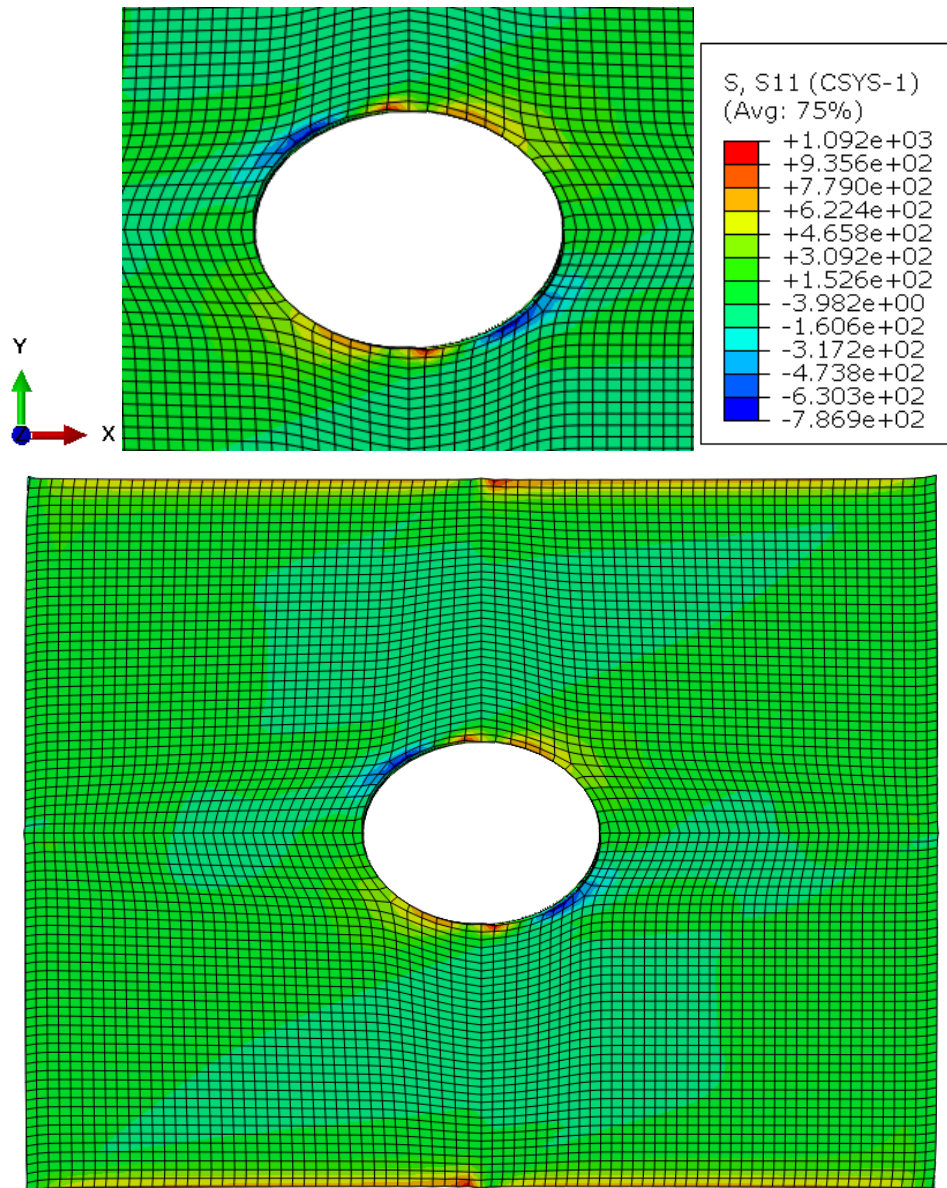 S, S11 (CSYS-1)
(Avg: 75%)
+1.092e+03
+9.356e+02
+7.790e+02
+6.224e+02
+4.658e+02
+3.092e+02
+1.526e+02
-3.982e+00
-1.606e+02
-3.172e+02
-4.738e+02
-6.303e+02
-7.869e+02
Y
Z
X